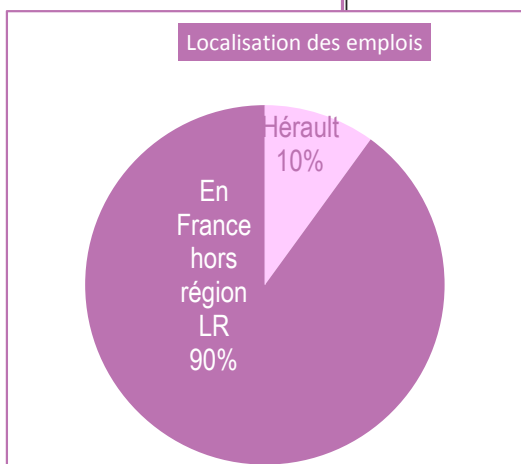 Localisation des emplois
Hérault
10%
En
France
hors
région
LR
90%